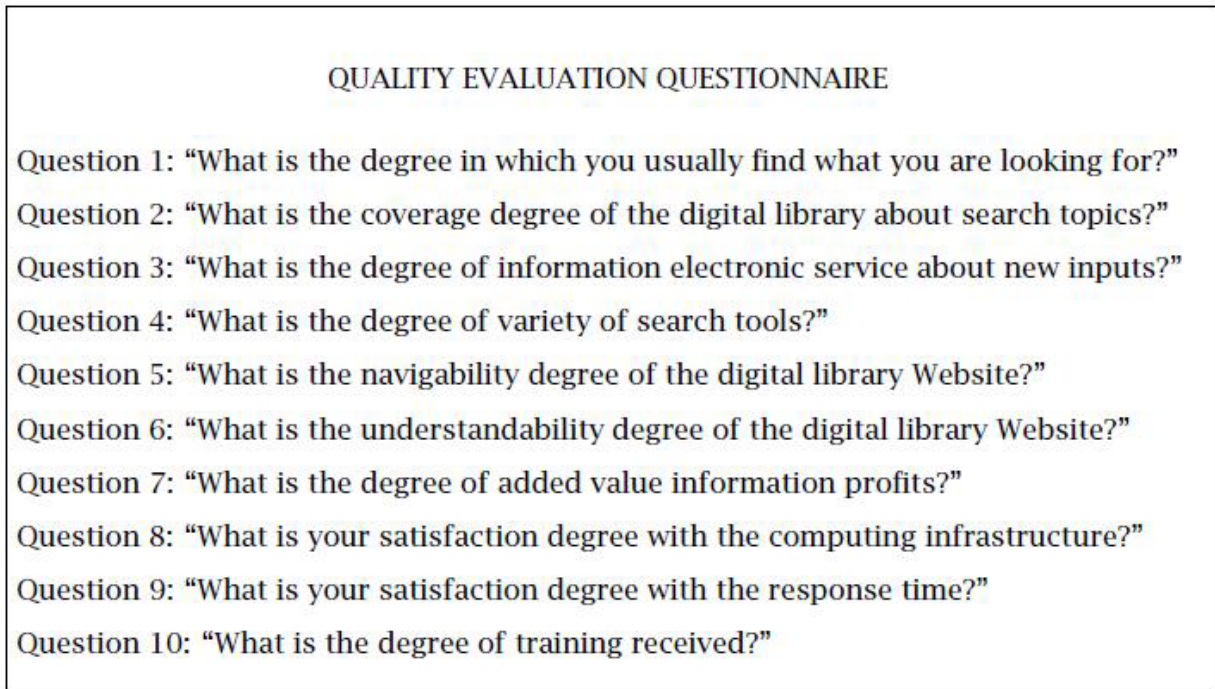 QUALITY EVALUATION QUESTIONNAIRE
Question 1: “What is the degree in which you usually find what you are looking for?”
Question 2: “What is the coverage degree of the digital library about search topics?”
Question 3: “What is the degree of information electronic service about new inputs?”
Question 4: “What is the degree of variety of search tools?”
Question 5: “What is the navigability degree of the digital library Website?”
Question 6: “What is the understandability degree of the digital library Website?”
Question 7: “What is the degree of added value information profits?”
Question 8: “What is your satisfaction degree with the computing infrastructure?”
Question 9: “What is your satisfaction degree with the response time?”
Question 10: “What is the degree of training received?”